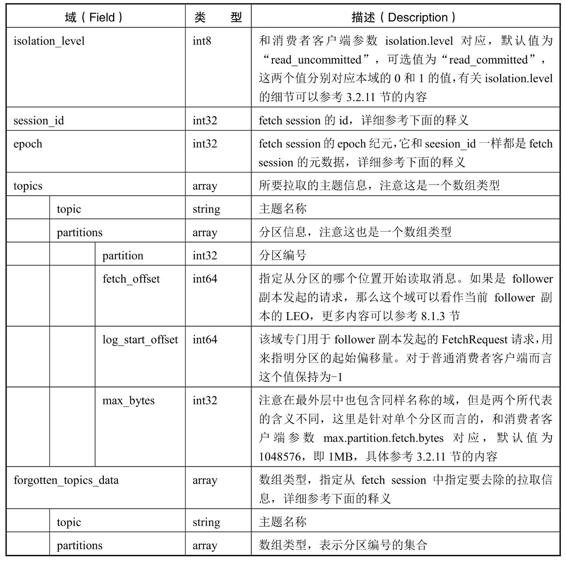 域（Field） 类 型 描述（Description）
isolation_level int8 和消费者客户端参数 isolation.level 对应，默认值为
“read_uncommitted”，可选值为“read_committed”，
这两个值分别对应本域的 0 和 1 的值，有关 isolation.level
的细节可以参考 3.2.11 节的内容
session_id int32 fetch session 的 id，详细参考下面的释义
epoch int32 fetch session 的 epoch 纪元，它和 seesion_id 一样都是 fetch
session 的元数据，详细参考下面的释义
topics array 所要拉取的主题信息，注意这是一个数组类型
topic string 主题名称
partitions array 分区信息，注意这也是一个数组类型
partition int32 分区编号
fetch_offset int64 指定从分区的哪个位置开始读取消息。如果是 follower
副本发起的请求，那么这个域可以看作当前 follower 副
本的 LEO，更多内容可以参考 8.1.3 节
log_start_offset int64 该域专门用于 follower 副本发起的 FetchRequest 请求，用
来指明分区的起始偏移量。对于普通消费者客户端而言
这个值保持为-1
max_bytes int32 注意在最外层中也包含同样名称的域，但是两个所代表
的含义不同，这里是针对单个分区而言的，和消费者客
户端参数 max.partition.fetch.bytes 对应，默认值为
1048576，即 1MB，具体参考 3.2.11 节的内容
forgotten_topics_data array 数组类型，指定从 fetch session 中指定要去除的拉取信
息，详细参考下面的释义
topic string 主题名称
partitions array 数组类型，表示分区编号的集合